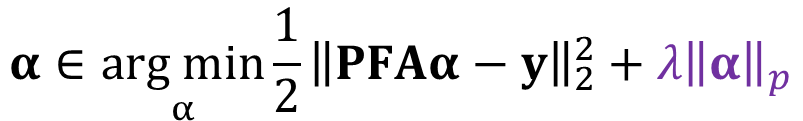 𝛂 ∈ arg min_α 1/2 ‖𝐏𝐅𝐀𝛂 − 𝐲‖₂² + λ‖𝛂‖_p